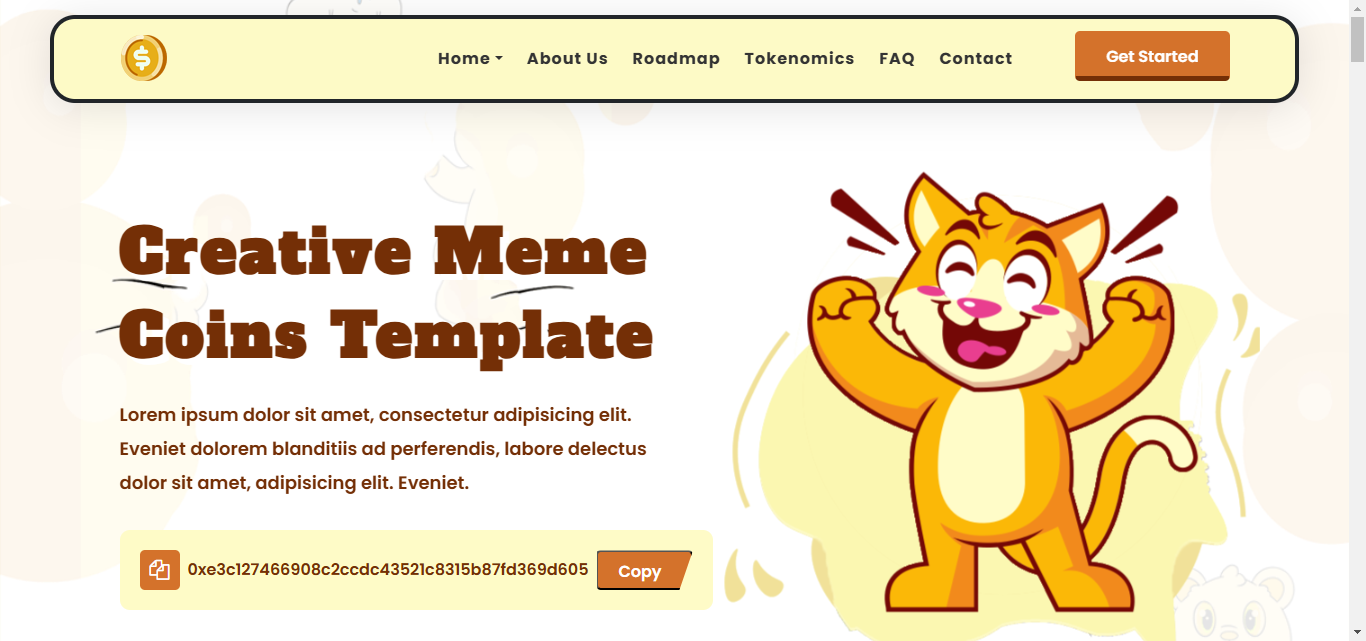 $
Home
About Us
Roadmap
Tokenomics
FAQ
Contact
Get Started
Creative Meme
Coins Template
Lorem ipsum dolor sit amet, consectetur adipisicing elit.
Eveniet dolorem blanditiis ad perferendis, labore delectus
dolor sit amet, adipisicing elit. Eveniet.
0xe3c127466908c2ccdc43521c8315b87fd369d605
Copy